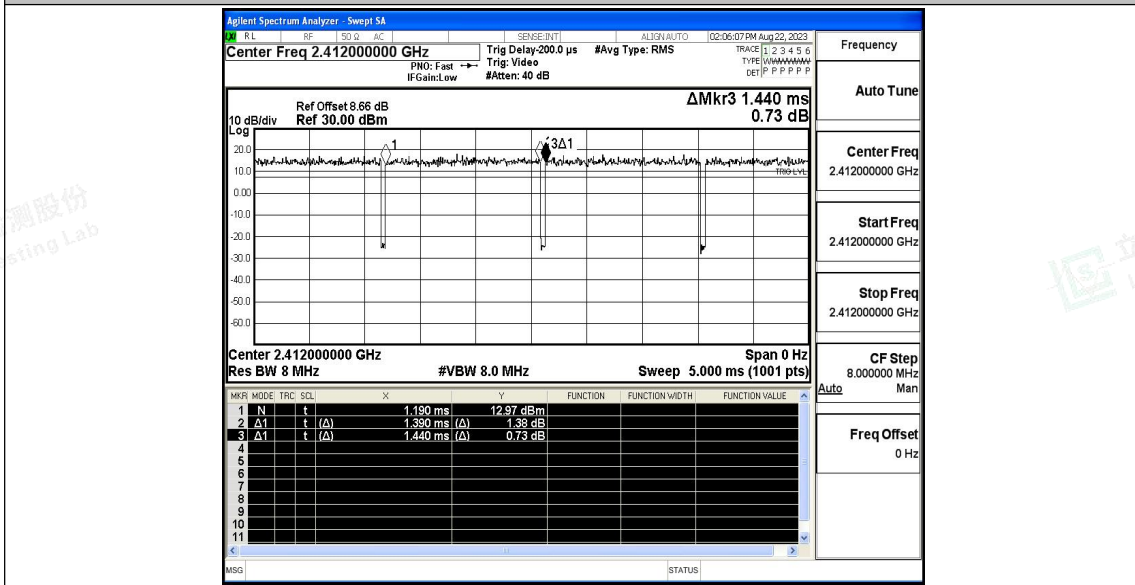 Agilent Spectrum Analyzer - Swept SA
LXI RL RF 50 Ω AC SENSE:INT ALIGN AUTO 02:06:07 PM Aug 22, 2023
Center Freq 2.412000000 GHz
PNO: Fast
IFGain:Low
Trig Delay-200.0 µs
Trig: Video
#Atten: 40 dB
#Avg Type: RMS
TRACE 1 2 3 4 5 6
TYPE WWWWWW
DET P P P P P P
ΔMkr3 1.440 ms
0.73 dB
Ref Offset 8.66 dB
10 dB/div Ref 30.00 dBm
Log
20.0
10.0
0.00
-10.0
-20.0
-30.0
-40.0
-50.0
-60.0
1
3Δ1
TRIG LVL
Center 2.412000000 GHz Span 0 Hz
Res BW 8 MHz #VBW 8.0 MHz Sweep 5.000 ms (1001 pts)
MKR MODE TRC SCL X Y FUNCTION FUNCTION WIDTH FUNCTION VALUE
1 N t 1.190 ms 12.97 dBm
2 Δ1 t (Δ) 1.390 ms (Δ) 1.38 dB
3 Δ1 t (Δ) 1.440 ms (Δ) 0.73 dB
4
5
6
7
8
9
10
11
MSG STATUS
Frequency
Auto Tune
Center Freq
2.412000000 GHz
Start Freq
2.412000000 GHz
Stop Freq
2.412000000 GHz
CF Step
8.000000 MHz
Auto Man
Freq Offset
0 Hz
测股份
sting Lab
立